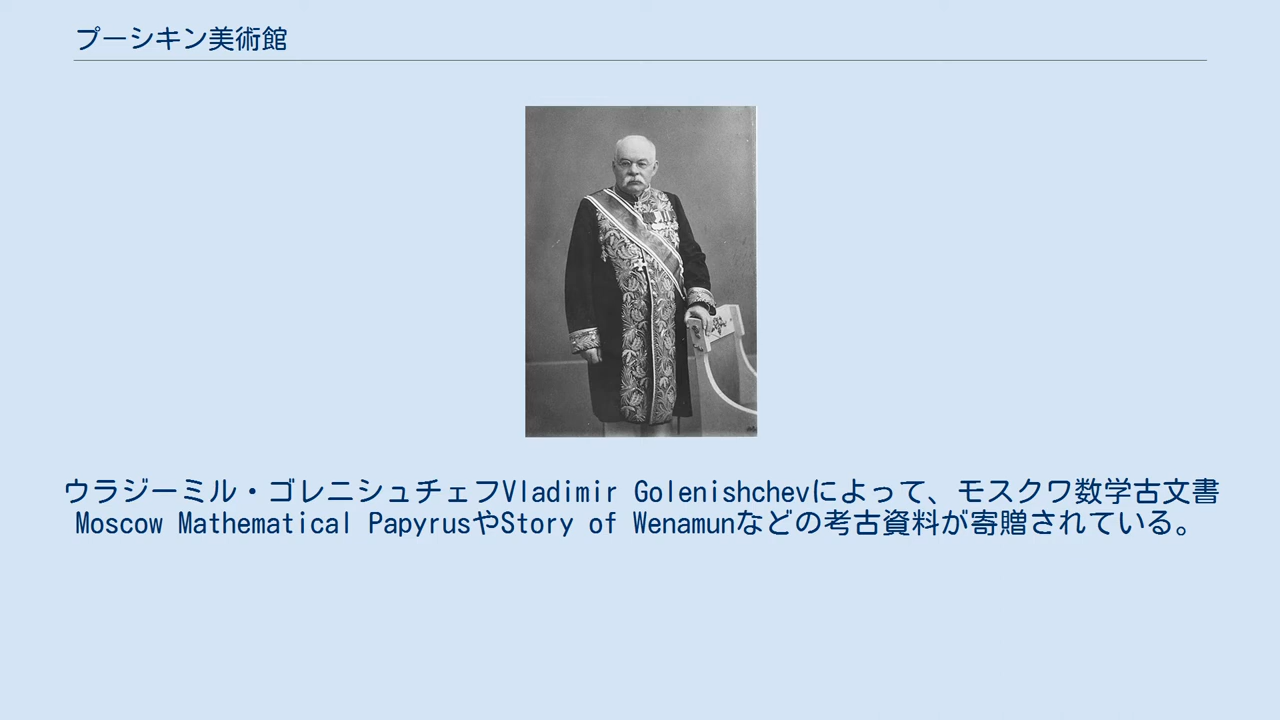 プーシキン美術館
ウラジーミル・ゴレニシュチェフVladimir Golenishchevによって、モスクワ数学古文書
Moscow Mathematical PapyrusやStory of Wenamunなどの考古資料が寄贈されている。